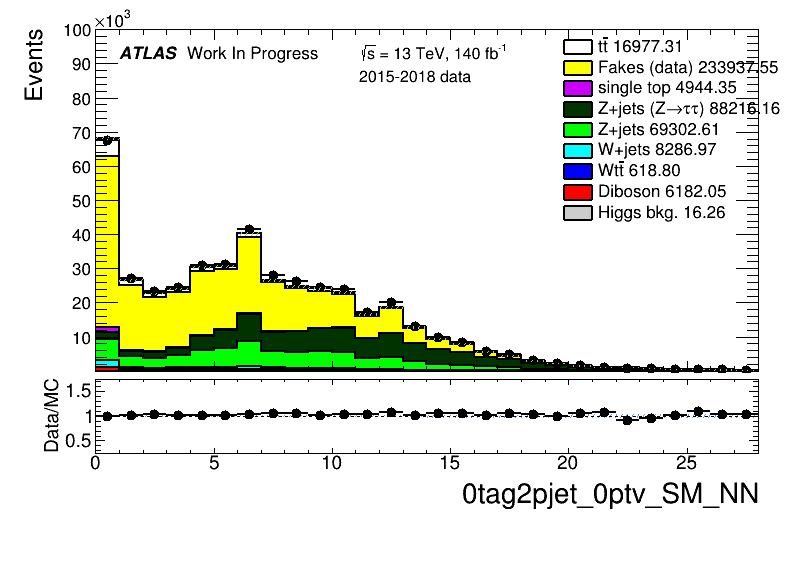 ×10³
100
90
80
70
60
50
40
30
20
10
Events
ATLAS Work In Progress
√s = 13 TeV, 140 fb⁻¹
2015-2018 data
tt̄ 16977.31
Fakes (data) 233937.55
single top 4944.35
Z+jets (Z→ττ) 88216.16
Z+jets 69302.61
W+jets 8286.97
Wtt̄ 618.80
Diboson 6182.05
Higgs bkg. 16.26
Data/MC
1.5
1
0.5
0 5 10 15 20 25
0tag2pjet_0ptv_SM_NN